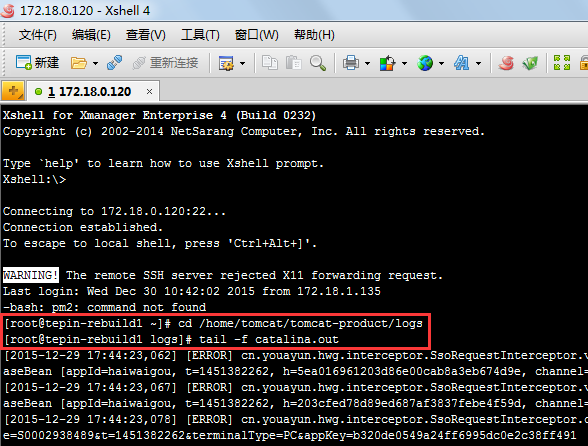 172.18.0.120 - Xshell 4
文件(F) 编辑(E) 查看(V) 工具(T) 窗口(W) 帮助(H)
新建 重新连接
1 172.18.0.120
Xshell for Xmanager Enterprise 4 (Build 0232)
Copyright (c) 2002-2014 NetSarang Computer, Inc. All rights reserved.
Type `help' to learn how to use Xshell prompt.
Xshell:\>
Connecting to 172.18.0.120:22...
Connection established.
To escape to local shell, press 'Ctrl+Alt+]'.
WARNING! The remote SSH server rejected X11 forwarding request.
Last login: Wed Dec 30 10:42:02 2015 from 172.18.1.135
-bash: pm2: command not found
[root@tepin-rebuild1 ~]# cd /home/tomcat/tomcat-product/logs
[root@tepin-rebuild1 logs]# tail -f catalina.out
[2015-12-29 17:44:23,062] [ERROR] cn.youayun.hwg.interceptor.SsoRequestInterceptor.v
aseBean [appId=haiwaigou, t=1451382262, h=5ea016961203d86e00cab8a3eb674d9e, channel=
[2015-12-29 17:44:23,067] [ERROR] cn.youayun.hwg.interceptor.SsoRequestInterceptor.v
aseBean [appId=haiwaigou, t=1451382262, h=203cfed78d89ed687af3837febe4f59d, channel=
[2015-12-29 17:44:23,078] [ERROR] cn.youayun.hwg.interceptor.SsoRequestInterceptor.v
e=S0002938489&t=1451382262&terminalType=PC&appKey=b320de0549a24ff6995dc0e2c38ff491,